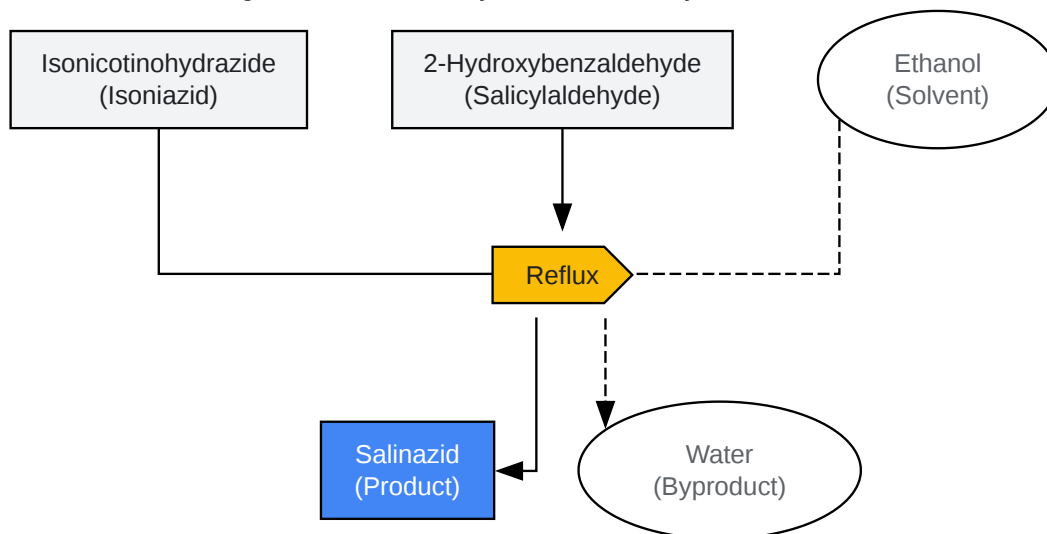 Isonicotinohydrazide
(Isoniazid)
2-Hydroxybenzaldehyde
(Salicylaldehyde)
Ethanol
(Solvent)
Reflux
Salinazid
(Product)
Water
(Byproduct)